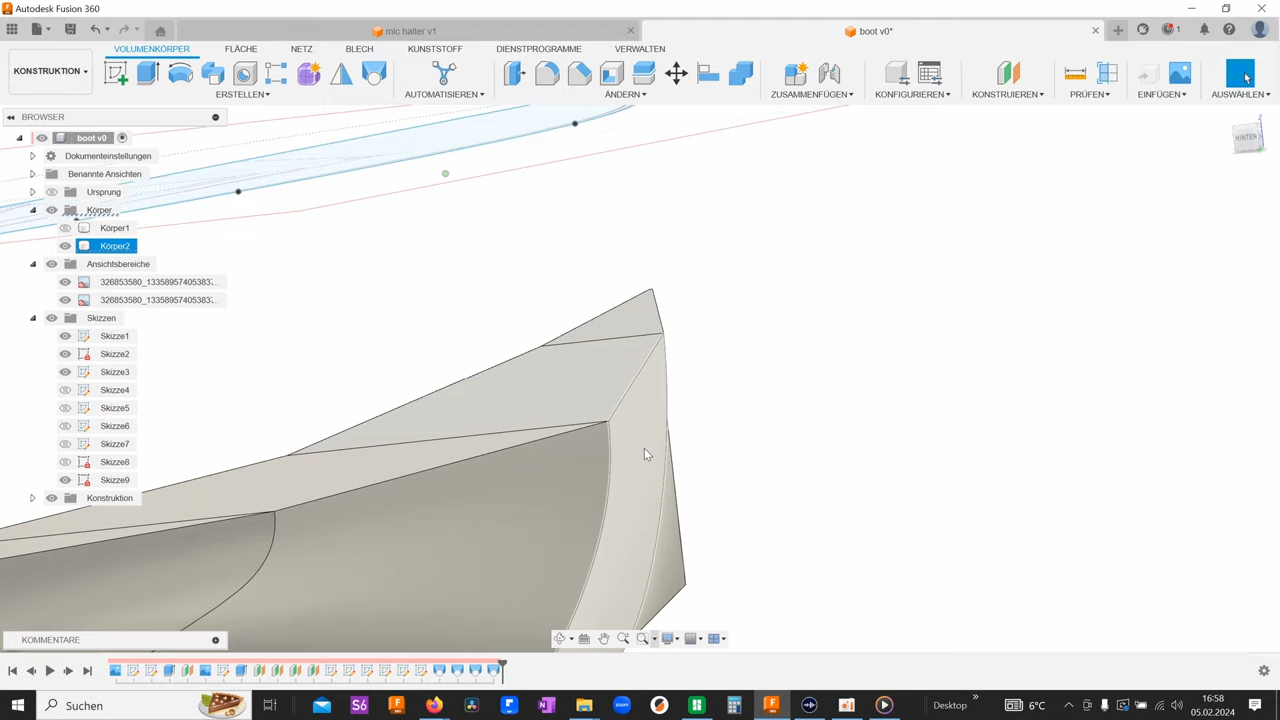 Autodesk Fusion 360
mic halter v1
boot v0*
1
KONSTRUKTION
VOLUMENKÖRPER
FLÄCHE
NETZ
BLECH
KUNSTSTOFF
DIENSTPROGRAMME
VERWALTEN
ERSTELLEN
AUTOMATISIEREN
ÄNDERN
ZUSAMMENFÜGEN
KONFIGURIEREN
KONSTRUIEREN
PRÜFEN
EINFÜGEN
AUSWÄHLEN
BROWSER
boot v0
Dokumenteinstellungen
Benannte Ansichten
Ursprung
Körper
Körper1
Körper2
Ansichtsbereiche
Skizzen
Skizze1
Skizze2
Skizze3
Skizze4
Skizze5
Skizze6
Skizze7
Skizze8
Skizze9
Konstruktion
HINTEN
KOMMENTARE
Suchen
Desktop
6°C
16:58
05.02.2024